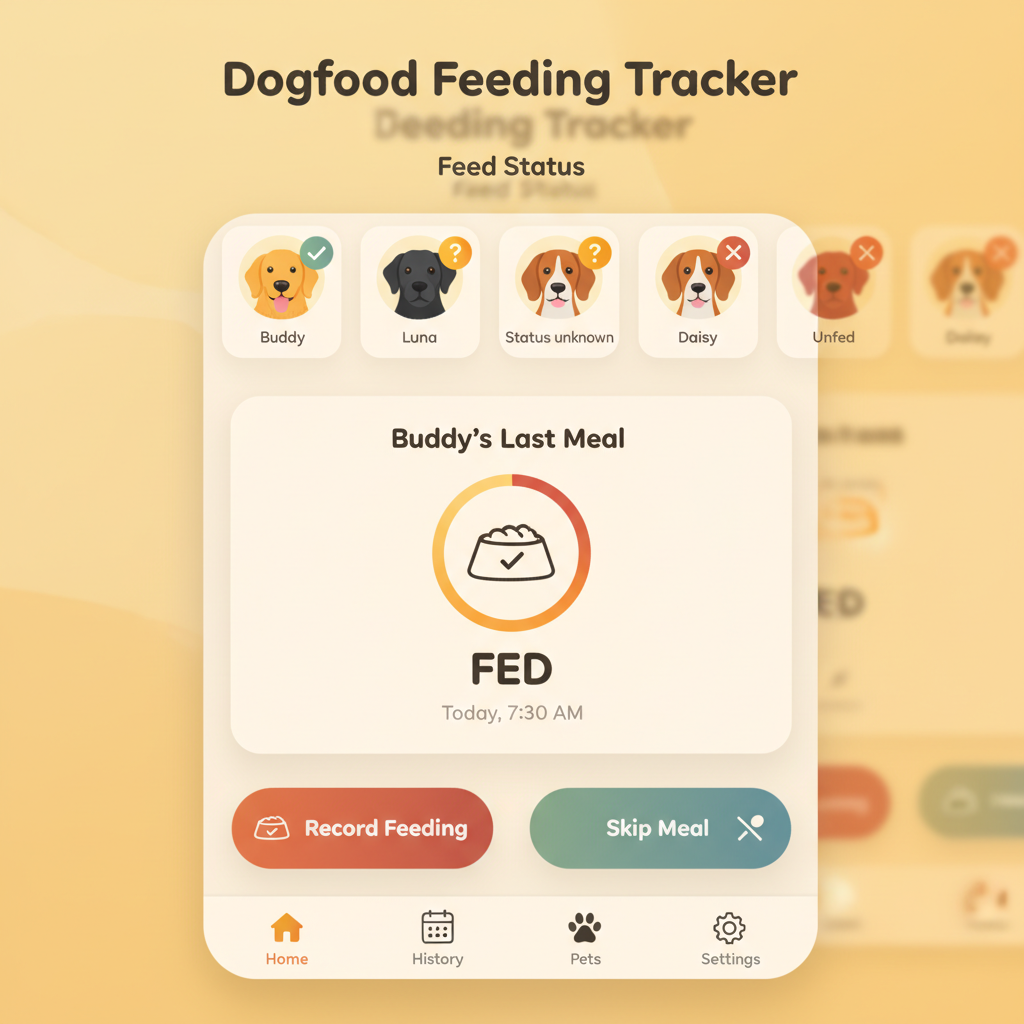 Dogfood Feeding Tracker
Deeding Tracker
Feed Status
Feed Status
?
?
Buddy
Luna
Status unknown
Daisy
Unfed
Buddy's Last Meal
FED
ED
Today, 7:30 AM
Record Feeding
Skip Meal
Home
History
Pets
Settings